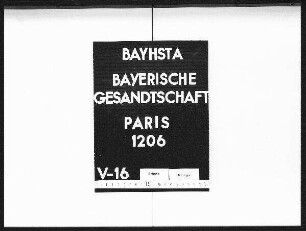 BAYHSTA
BAYERISCHE
GESANDTSCHAFT
PARIS
1206
V-16